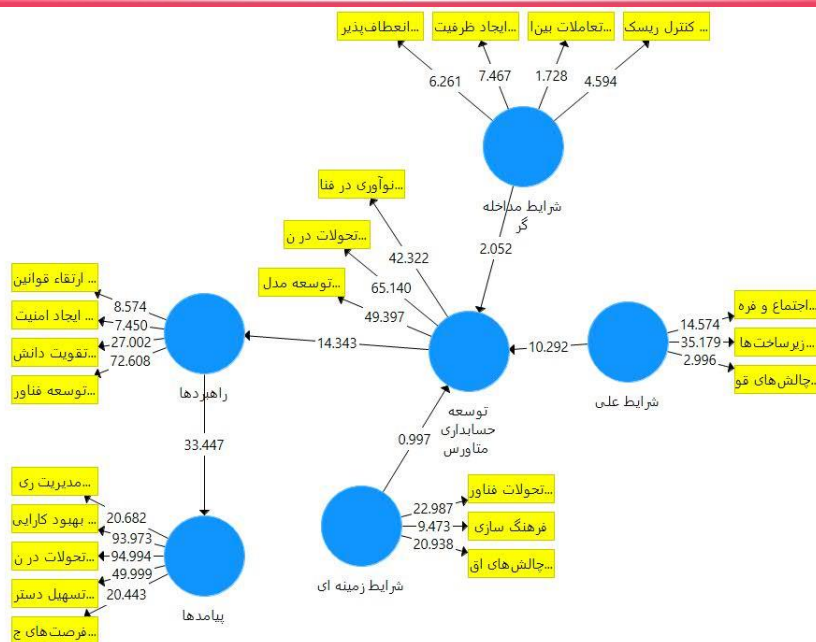 انعطاف‌پذیر...
ایجاد ظرفیت...
تعاملات بین‌ا...
کنترل ریسک ...
6.261
7.467
1.728
4.594
شرایط مداخله
گر
2.052
نوآوری در فنا...
تحولات در ن...
توسعه مدل...
42.322
65.140
49.397
ارتقاء قوانین ...
ایجاد امنیت ...
تقویت دانش...
توسعه فناور...
8.574
7.450
27.002
72.608
راهبردها
14.343
توسعه
حسابداری
متاورس
10.292
شرایط علی
14.574
35.179
2.996
اجتماع و فره...
زیرساخت‌ها...
چالش‌های قو...
33.447
0.997
مدیریت ری...
بهبود کارایی ...
تحولات در ن...
تسهیل دستر...
فرصت‌های ج...
20.682
93.973
94.994
49.999
20.443
پیامدها
شرایط زمینه ای
22.987
9.473
20.938
تحولات فناور...
فرهنگ سازی
چالش‌های اق...